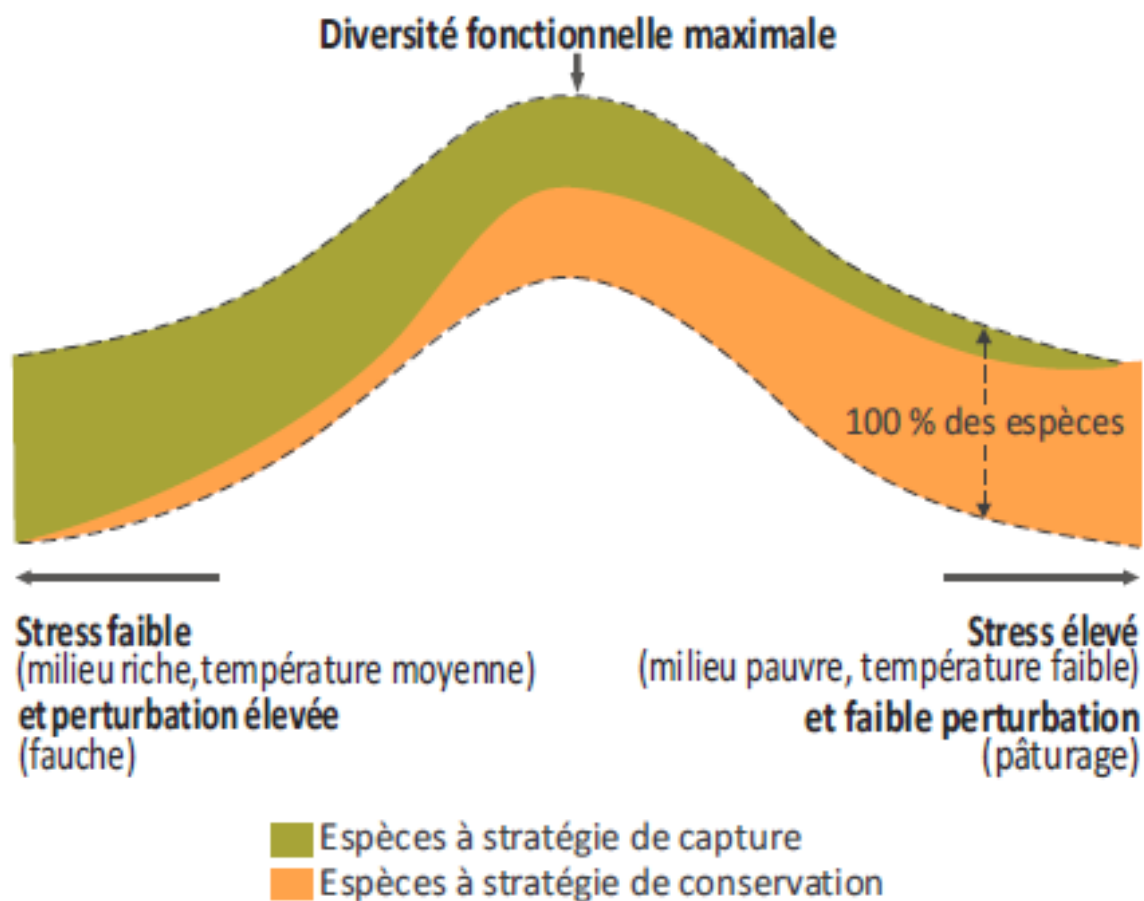 Diversité fonctionnelle maximale
100 % des espèces
Stress faible
(milieu riche, température moyenne)
et perturbation élevée
(fauche)
Stress élevé
(milieu pauvre, température faible)
et faible perturbation
(pâturage)
Espèces à stratégie de capture
Espèces à stratégie de conservation